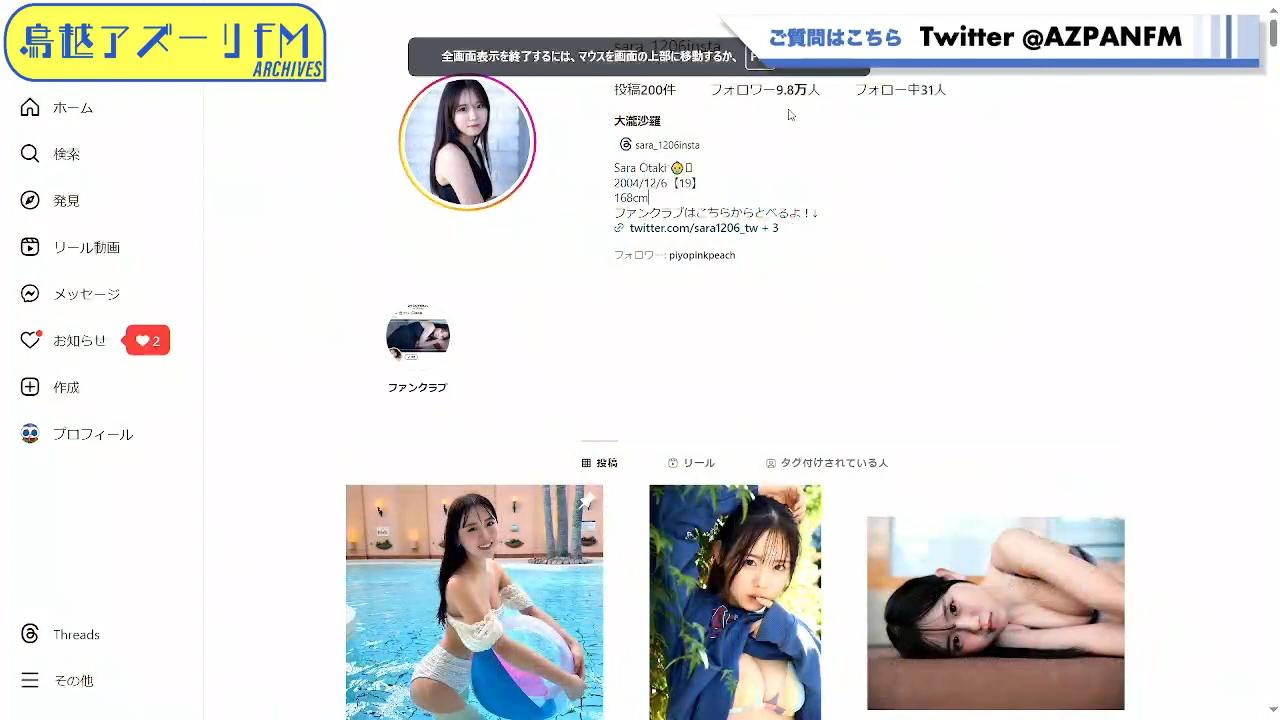 鳥越アズーリFM
ARCHIVES
ご質問はこちら Twitter @AZPANFM
sara_1206insta
全画面表示を終了するには、マウスを画面の上部に移動するか、
投稿200件 フォロワー9.8万人 フォロー中31人
大瀧沙羅
sara_1206insta
Sara Otaki
2004/12/6【19】
168cm
ファンクラブはこちらからとべるよ！↓
twitter.com/sara1206_tw + 3
フォロワー: piyopinkpeach
ホーム
検索
発見
リール動画
メッセージ
お知らせ 2
作成
プロフィール
Threads
その他
ファンクラブ
投稿 リール タグ付けされている人